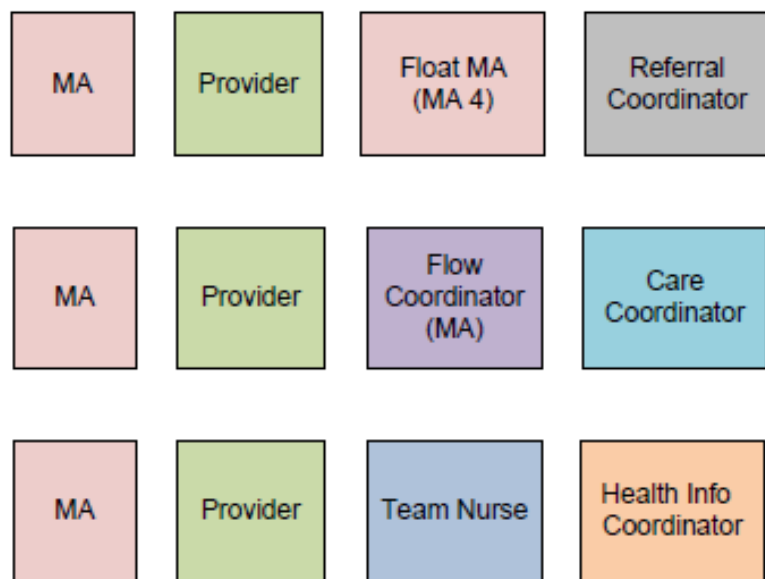 MA
Provider
Float MA
(MA 4)
Referral
Coordinator
MA
Provider
Flow
Coordinator
(MA)
Care
Coordinator
MA
Provider
Team Nurse
Health Info
Coordinator